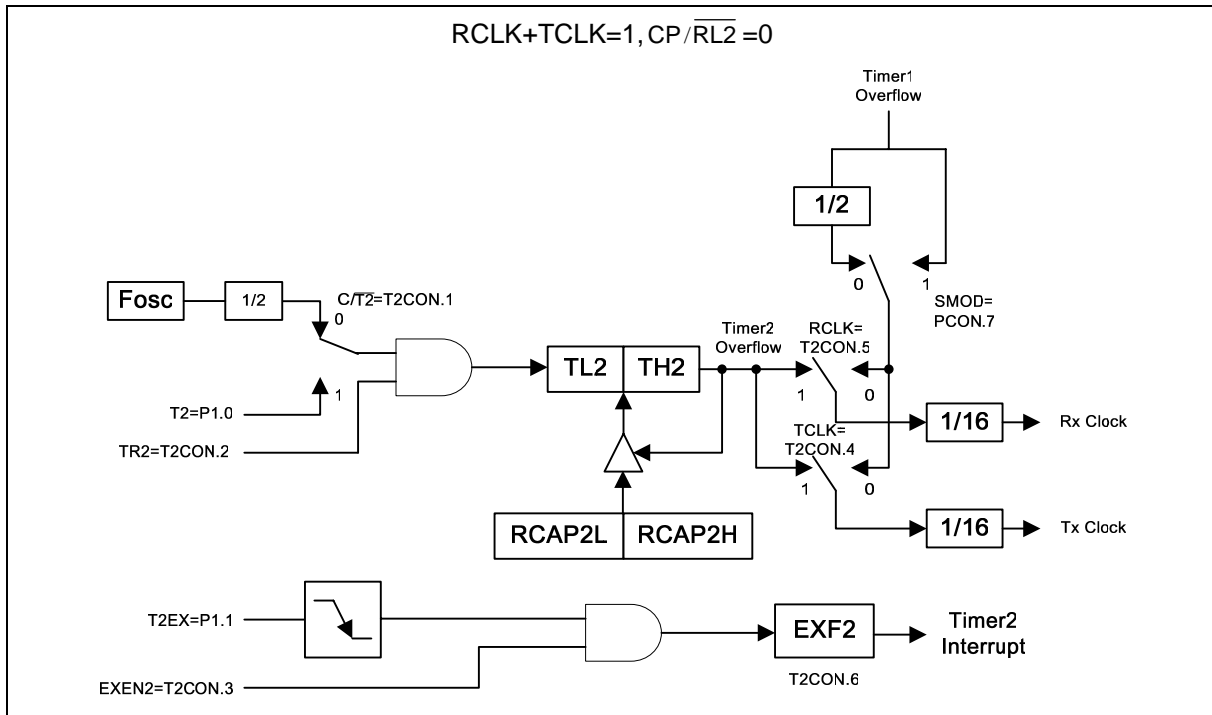 RCLK+TCLK=1, CP/R̅L̅2̅=0
Timer1
Overflow
1/2
0
1
SMOD=
PCON.7
Fosc
1/2
C/T̅2̅=T2CON.1
0
1
T2=P1.0
TR2=T2CON.2
TL2
TH2
Timer2
Overflow
RCLK=
T2CON.5
1
0
1/16
Rx Clock
TCLK=
T2CON.4
1
0
1/16
Tx Clock
RCAP2L
RCAP2H
T2EX=P1.1
EXEN2=T2CON.3
EXF2
T2CON.6
Timer2
Interrupt